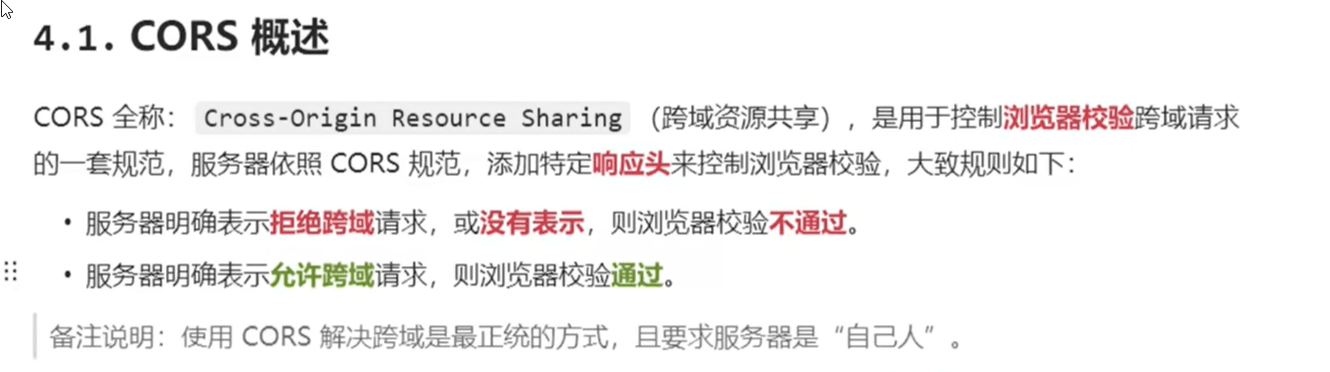 4.1. CORS 概述
CORS 全称： Cross-Origin Resource Sharing （跨域资源共享），是用于控制浏览器校验跨域请求
的一套规范，服务器依照 CORS 规范，添加特定响应头来控制浏览器校验，大致规则如下：
• 服务器明确表示拒绝跨域请求，或没有表示，则浏览器校验不通过。
• 服务器明确表示允许跨域请求，则浏览器校验通过。
备注说明：使用 CORS 解决跨域是最正统的方式，且要求服务器是“自己人”。